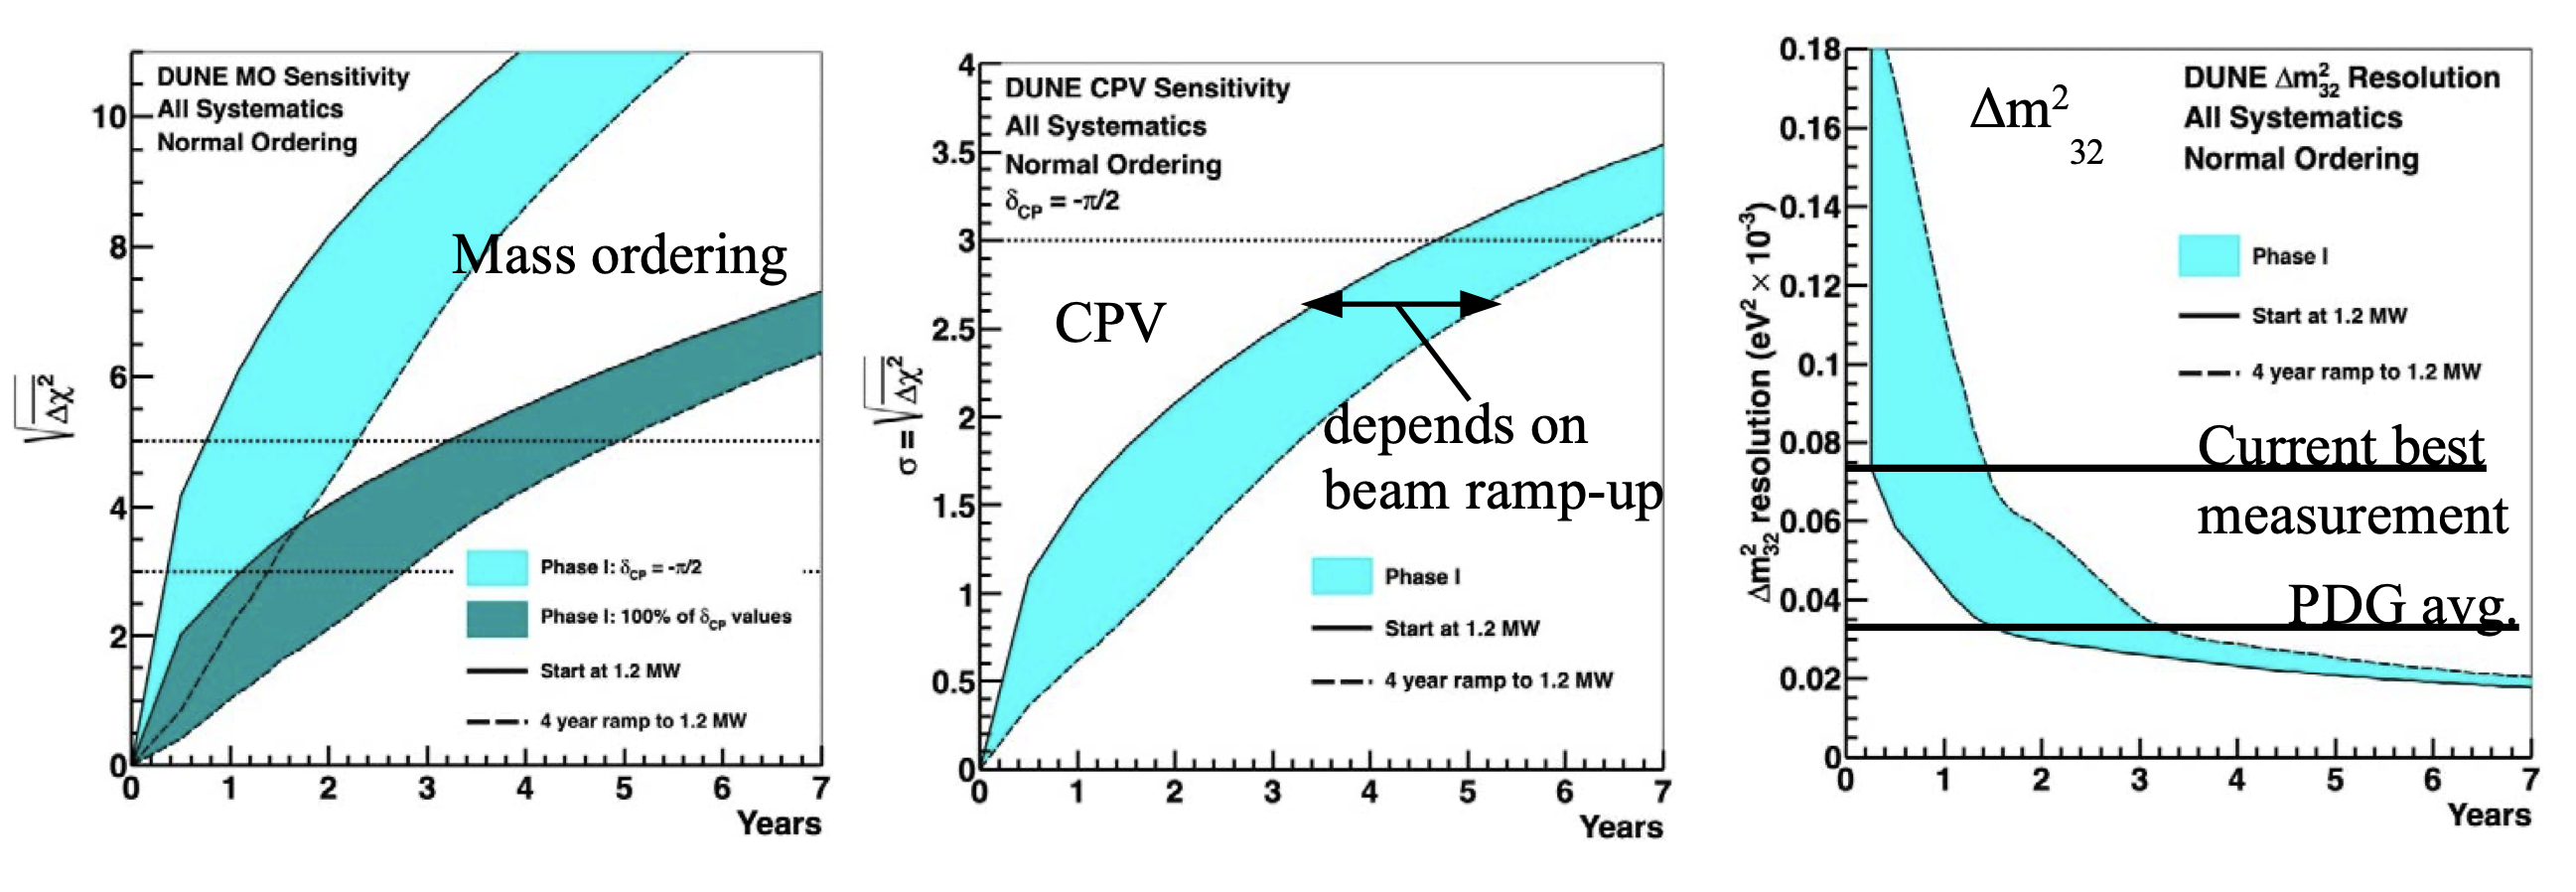 DUNE MO Sensitivity
All Systematics
Normal Ordering
Mass ordering
√Δχ²
10
8
6
4
2
0
Phase I: δCP = -π/2
Phase I: 100% of δCP values
Start at 1.2 MW
4 year ramp to 1.2 MW
0 1 2 3 4 5 6 7
Years
DUNE CPV Sensitivity
All Systematics
Normal Ordering
δCP = -π/2
CPV
depends on
beam ramp-up
σ = √Δχ²
4
3.5
3
2.5
2
1.5
1
0.5
0
Phase I
Start at 1.2 MW
4 year ramp to 1.2 MW
0 1 2 3 4 5 6 7
Years
Δm²32
DUNE Δm²32 Resolution
All Systematics
Normal Ordering
Δm²32 resolution (eV² × 10⁻³)
0.18
0.16
0.14
0.12
0.1
0.08
0.06
0.04
0.02
0
Phase I
Start at 1.2 MW
4 year ramp to 1.2 MW
Current best
measurement
PDG avg.
0 1 2 3 4 5 6 7
Years